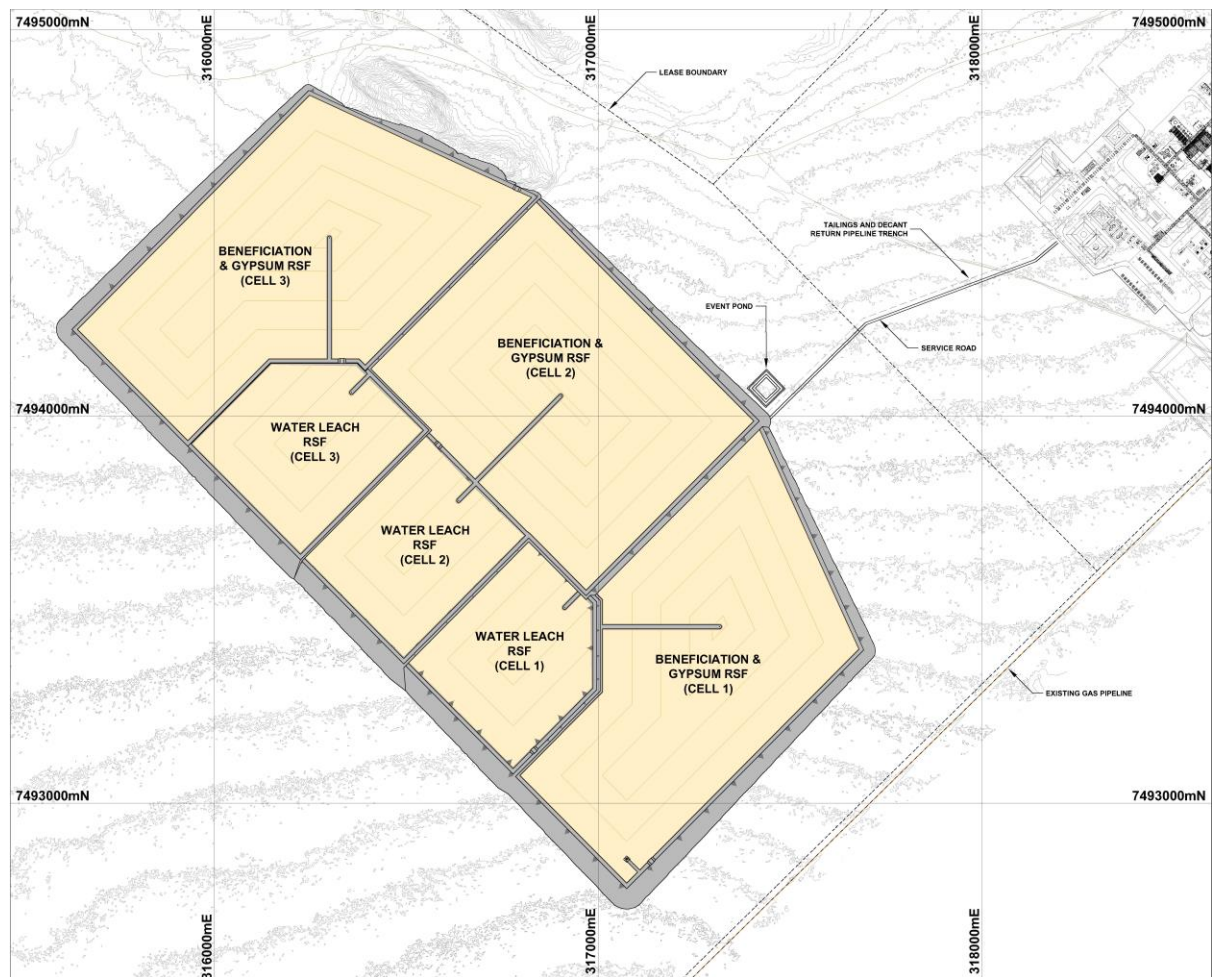 7495000mN
316000mE
317000mE
318000mE
7495000mN
LEASE BOUNDARY
TAILINGS AND DECANT
RETURN PIPELINE TRENCH
BENEFICIATION
& GYPSUM RSF
(CELL 3)
EVENT POND
SERVICE ROAD
BENEFICIATION &
GYPSUM RSF
(CELL 2)
7494000mN
7494000mN
WATER LEACH
RSF
(CELL 3)
WATER LEACH
RSF
(CELL 2)
WATER LEACH
RSF
(CELL 1)
BENEFICIATION &
GYPSUM RSF
(CELL 1)
EXISTING GAS PIPELINE
7493000mN
7493000mN
316000mE
317000mE
318000mE